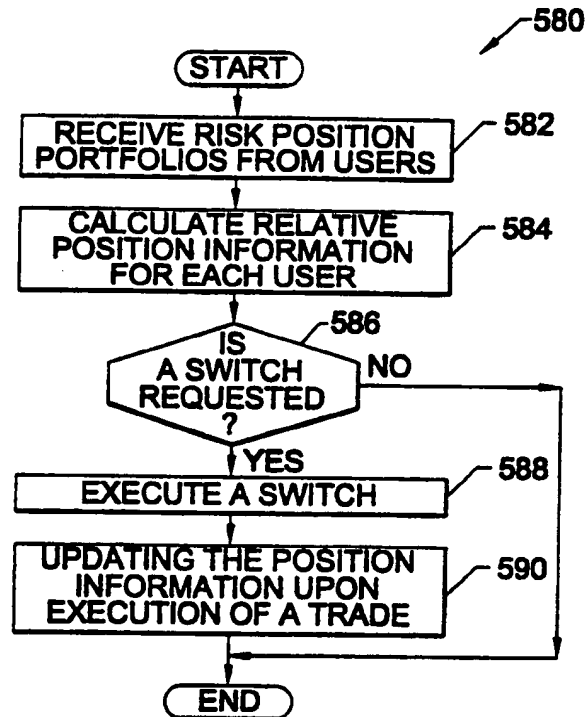 580
START
RECEIVE RISK POSITION
PORTFOLIOS FROM USERS
582
CALCULATE RELATIVE
POSITION INFORMATION
FOR EACH USER
584
586
IS
A SWITCH
REQUESTED
?
NO
YES
EXECUTE A SWITCH
588
UPDATING THE POSITION
INFORMATION UPON
EXECUTION OF A TRADE
590
END